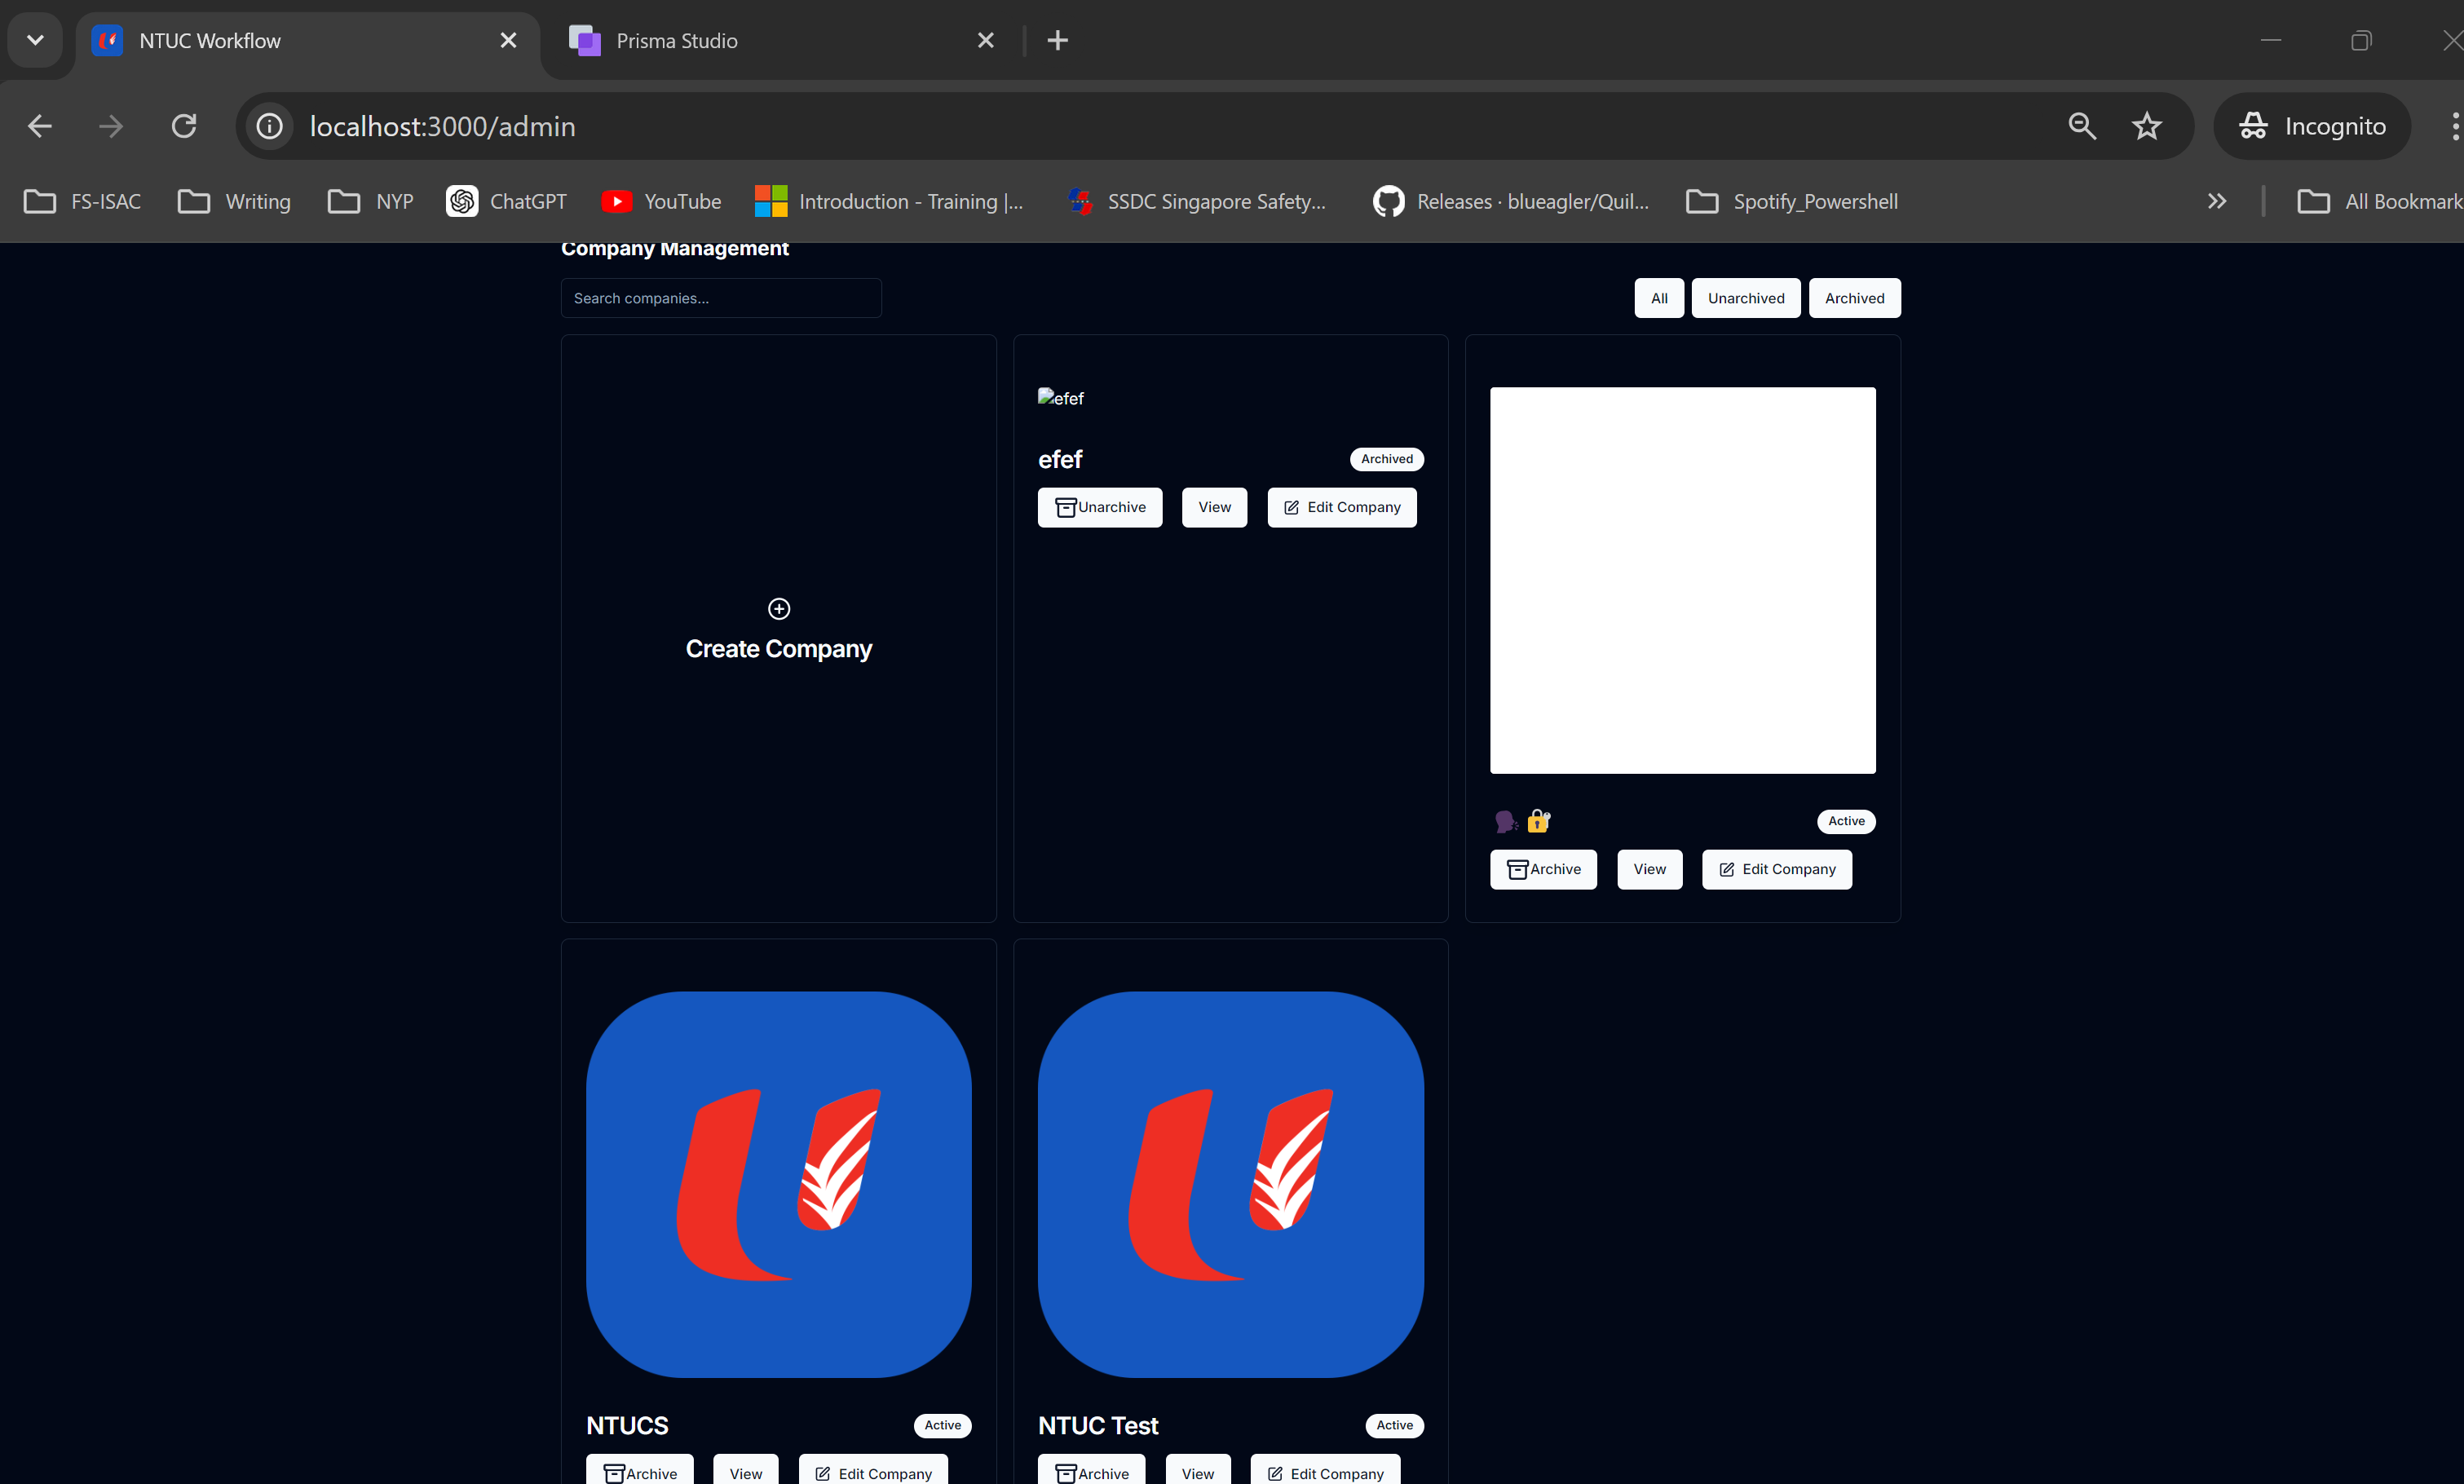 NTUC Workflow
Prisma Studio
localhost:3000/admin
Incognito
FS-ISAC
Writing
NYP
ChatGPT
YouTube
Introduction - Training |...
SSDC Singapore Safety...
Releases · blueagler/Quil...
Spotify_Powershell
All Bookmark
Company Management
Search companies...
All
Unarchived
Archived
efef
efef
Archived
Unarchive
View
Edit Company
Create Company
🗣️🔐
Active
Archive
View
Edit Company
NTUCS
Active
Archive
View
Edit Company
NTUC Test
Active
Archive
View
Edit Company